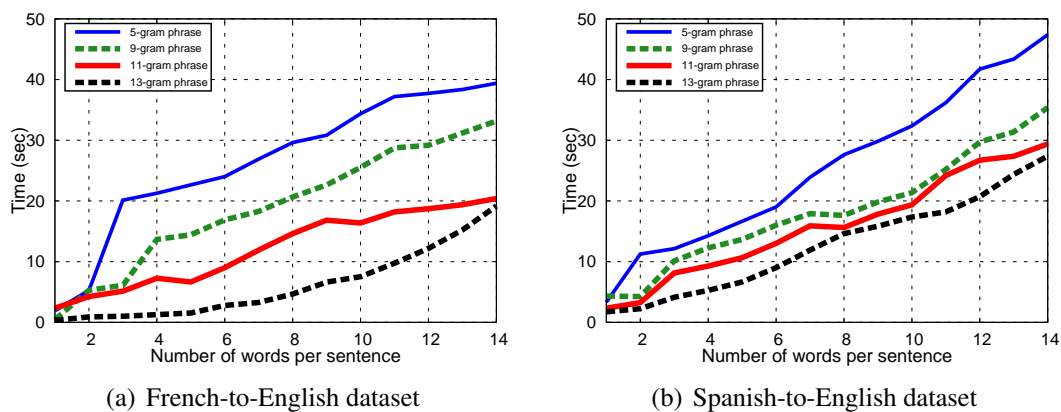 50
40
30
20
10
0
Time (sec)
5-gram phrase
9-gram phrase
11-gram phrase
13-gram phrase
2 4 6 8 10 12 14
Number of words per sentence
(a) French-to-English dataset
50
40
30
20
10
0
Time (sec)
5-gram phrase
9-gram phrase
11-gram phrase
13-gram phrase
2 4 6 8 10 12 14
Number of words per sentence
(b) Spanish-to-English dataset